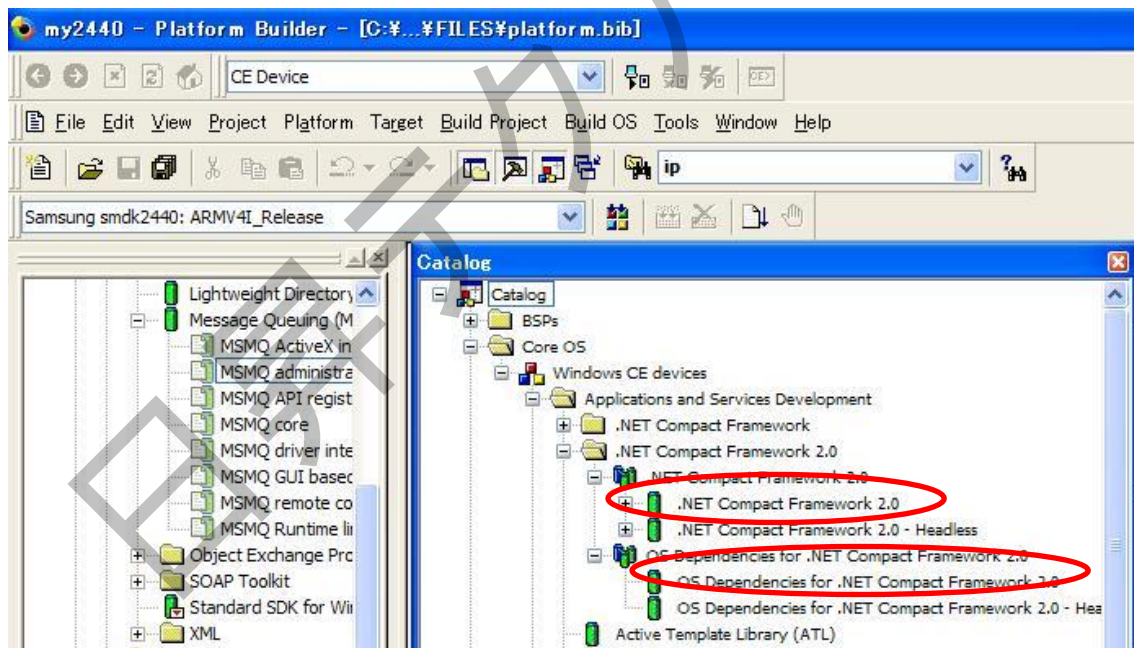 my2440 - Platform Builder - [C:¥...¥FILES¥platform.bib]
CE Device
File Edit View Project Platform Target Build Project Build OS Tools Window Help
ip
Samsung smdk2440: ARMV4I_Release
Lightweight Directory
Message Queuing (M
MSMQ ActiveX in
MSMQ administra
MSMQ API regist
MSMQ core
MSMQ driver inte
MSMQ GUI based
MSMQ remote co
MSMQ Runtime li
Object Exchange Pro
SOAP Toolkit
Standard SDK for Wi
XML
Catalog
Catalog
BSPs
Core OS
Windows CE devices
Applications and Services Development
.NET Compact Framework
.NET Compact Framework 2.0
.NET Compact Framework 2.0
.NET Compact Framework 2.0
.NET Compact Framework 2.0 - Headless
OS Dependencies for .NET Compact Framework 2.0
OS Dependencies for .NET Compact Framework 2.0
OS Dependencies for .NET Compact Framework 2.0 - Hea
Active Template Library (ATL)